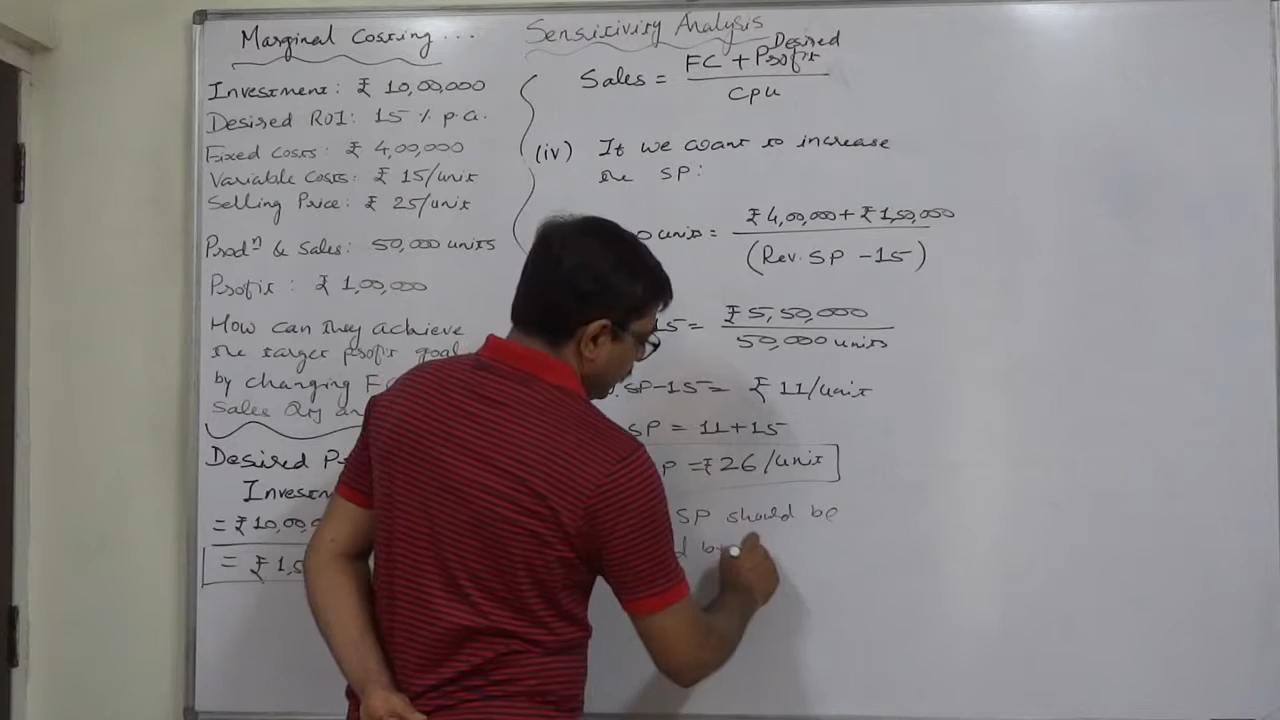 Marginal Costing...
Investment: ₹ 10,00,000
Desired ROI: 15 % p.a.
Fixed Costs: ₹ 4,00,000
Variable Costs: ₹ 15/unit
Selling Price: ₹ 25/unit
Prodⁿ & Sales: 50,000 units
Profit: ₹ 1,00,000
How can they achieve
the target profit goal
by changing
Sales Qty
Desired
= ₹10,00,
= ₹ 1,5
Sensitivity Analysis
Desired
Sales = FC + Profit
CPU
(iv) If we want to increase
the SP:
0 units = ₹ 4,00,000 + ₹ 1,50,000
(Rev. SP - 15)
15 = ₹ 5,50,000
50,000 units
SP-15 = ₹ 11/unit
SP = 11+15
P = ₹ 26/unit
SP should be
by